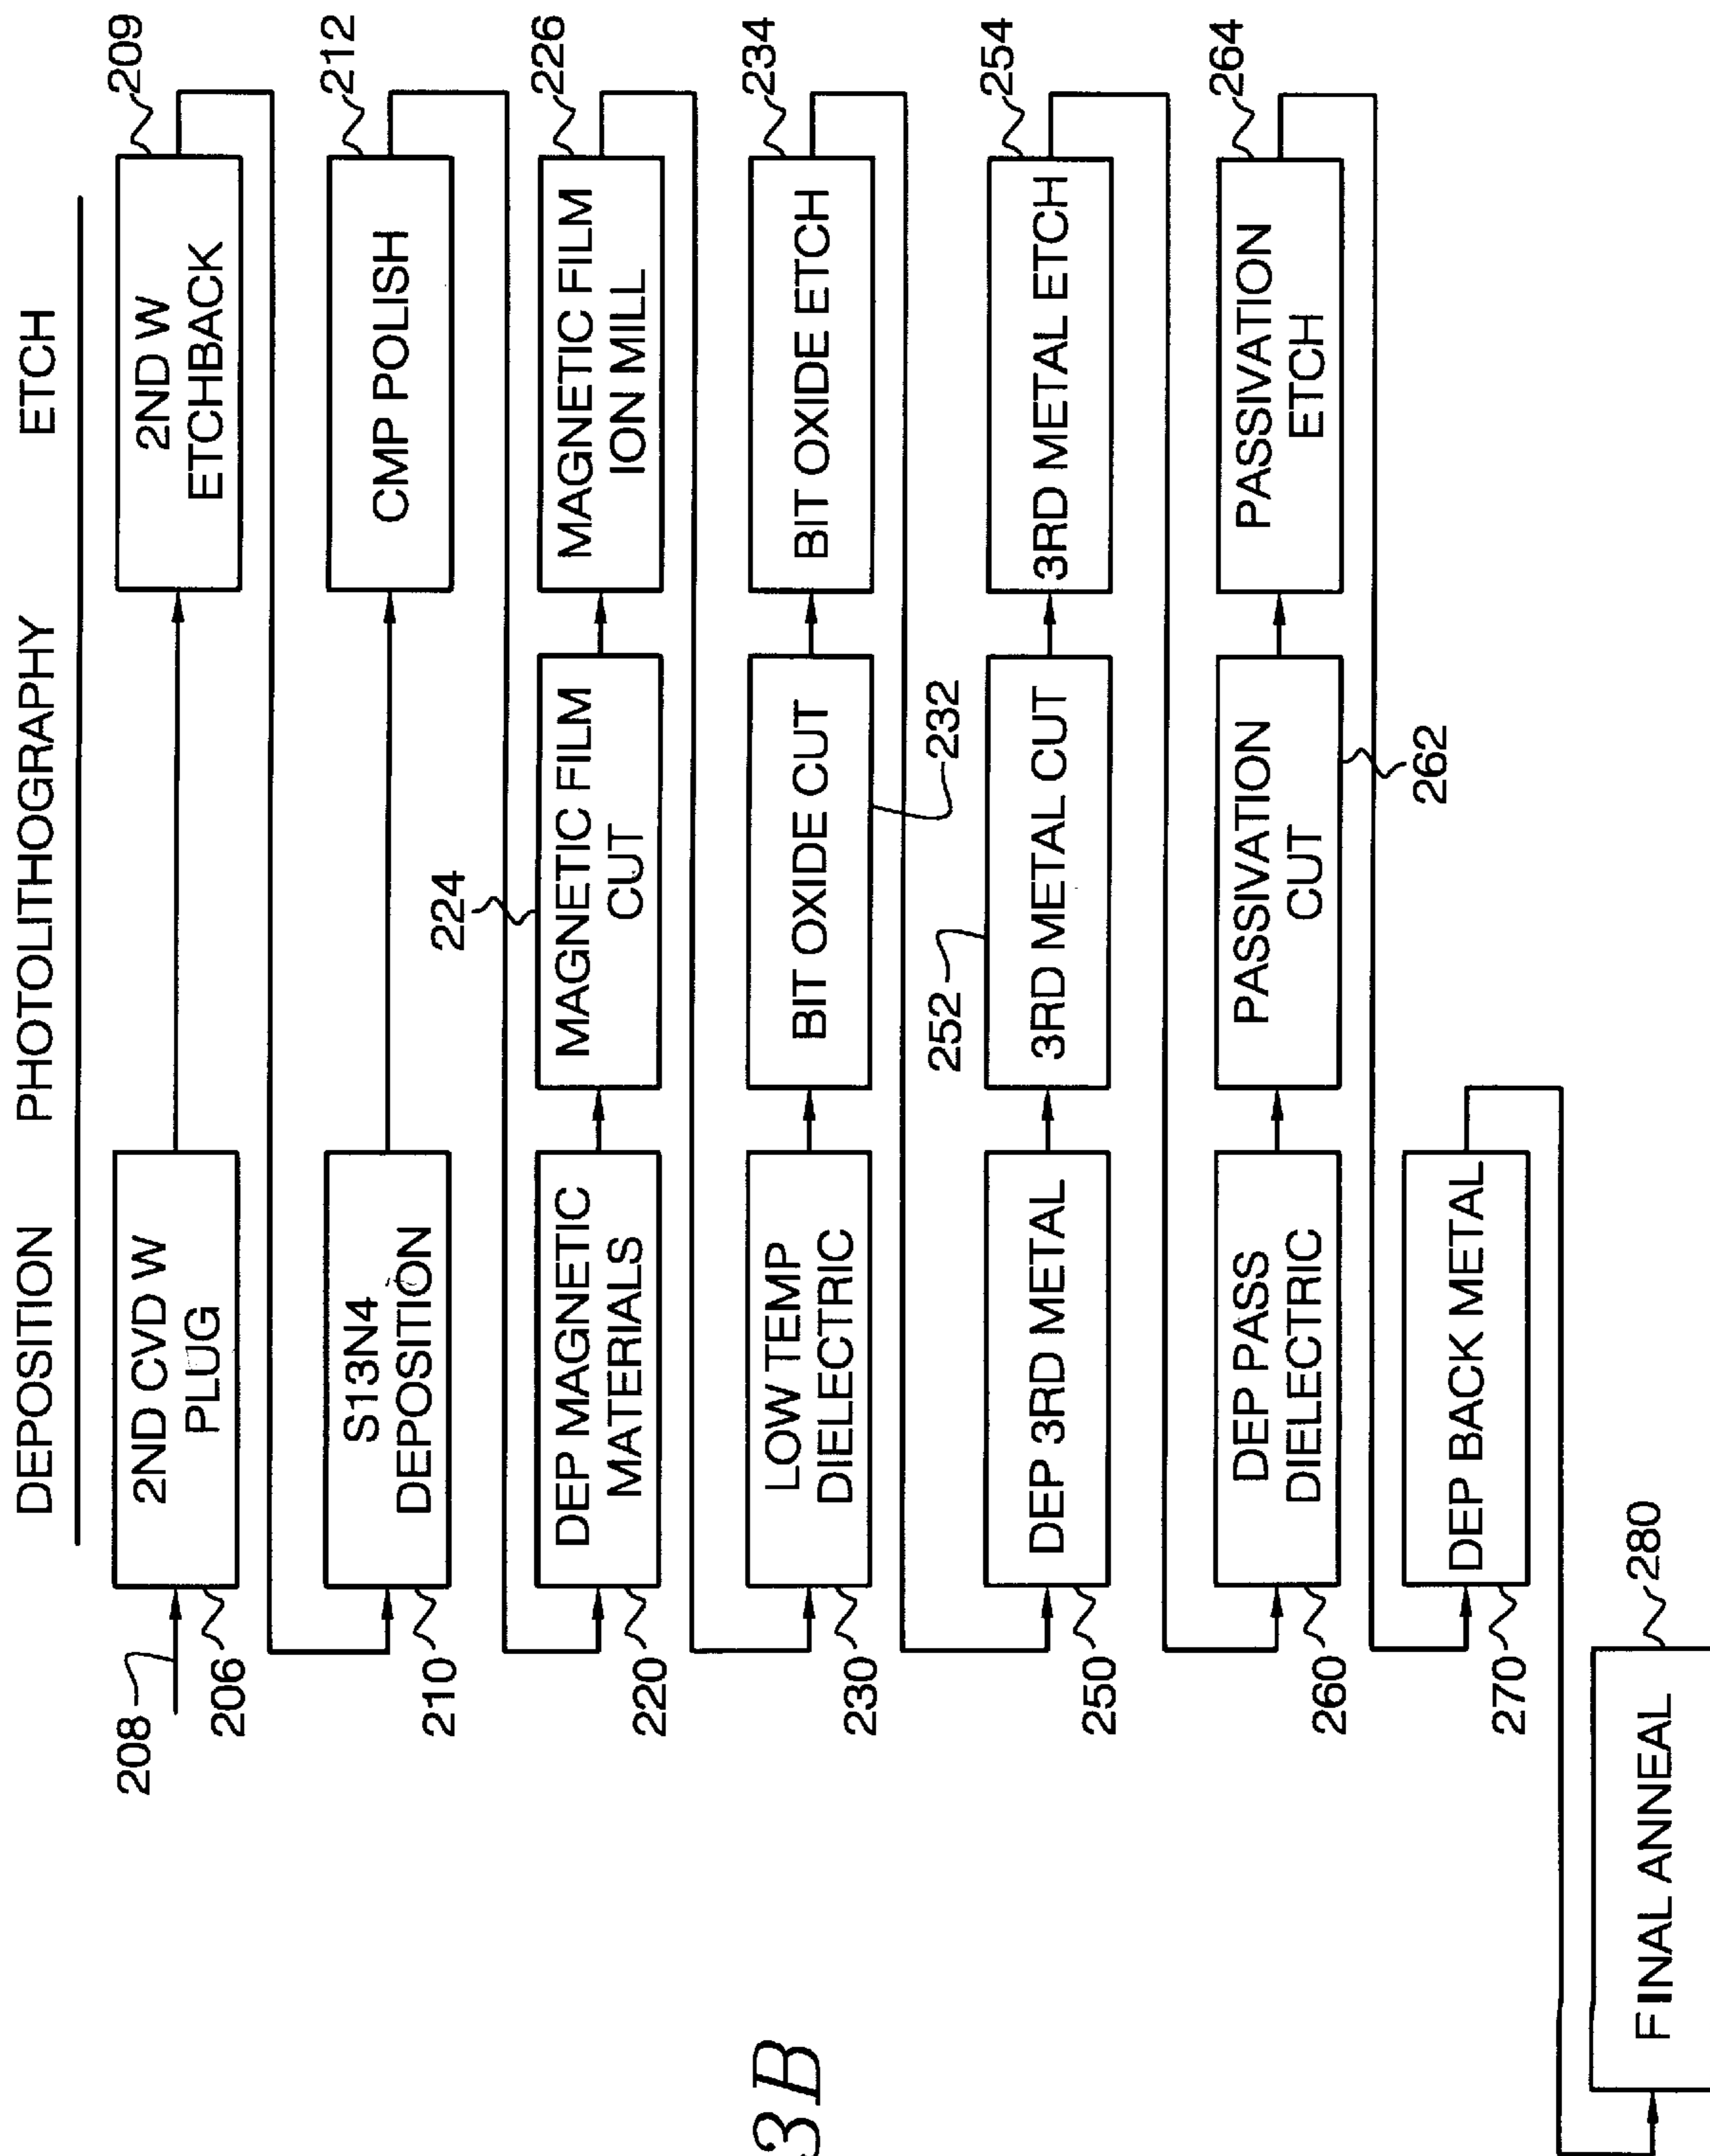 DEPOSITION PHOTOLITHOGRAPHY ETCH
208
206
2ND CVD W
PLUG
2ND W
ETCHBACK
209
210
S13N4
DEPOSITION
CMP POLISH
212
220
DEP MAGNETIC
MATERIALS
224
MAGNETIC FILM
CUT
MAGNETIC FILM
ION MILL
226
230
LOW TEMP
DIELECTRIC
BIT OXIDE CUT
232
BIT OXIDE ETCH
234
250
DEP 3RD METAL
252
3RD METAL CUT
3RD METAL ETCH
254
260
DEP PASS
DIELECTRIC
PASSIVATION
CUT
262
PASSIVATION
ETCH
264
270
DEP BACK METAL
FINAL ANNEAL
280
3B